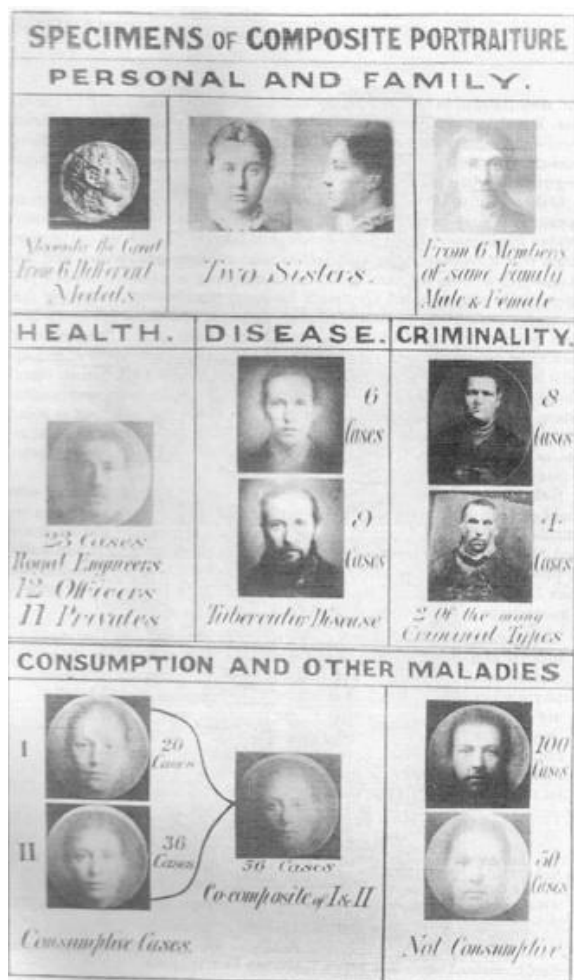 SPECIMENS OF COMPOSITE PORTRAITURE
PERSONAL AND FAMILY.
Alexander the Great
From 6 Different
Medals
Two Sisters.
From 6 Members
of same Family
Male & Female
HEALTH.
23 Cases
Royal Engineers
12 Officers
11 Privates
DISEASE.
6
Cases
9
Cases
Tubercular Disease
CRIMINALITY.
8
Cases
4
Cases
2 Of the many
Criminal Types
CONSUMPTION AND OTHER MALADIES
I
20
Cases
II
36
Cases
56 Cases
Co-composite of I & II
Consumptive Cases.
100
Cases
50
Cases
Not Consumptive